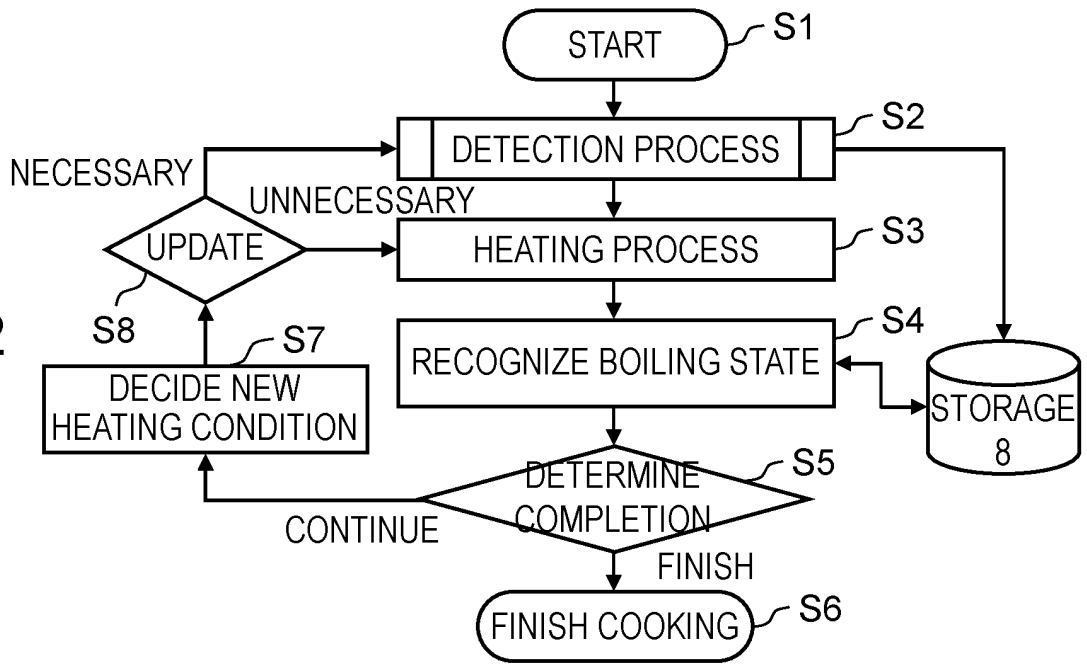 START
S1
DETECTION PROCESS
S2
NECESSARY
UNNECESSARY
UPDATE
S8
HEATING PROCESS
S3
S7
DECIDE NEW
HEATING CONDITION
RECOGNIZE BOILING STATE
S4
STORAGE
8
DETERMINE
COMPLETION
S5
CONTINUE
FINISH
FINISH COOKING
S6